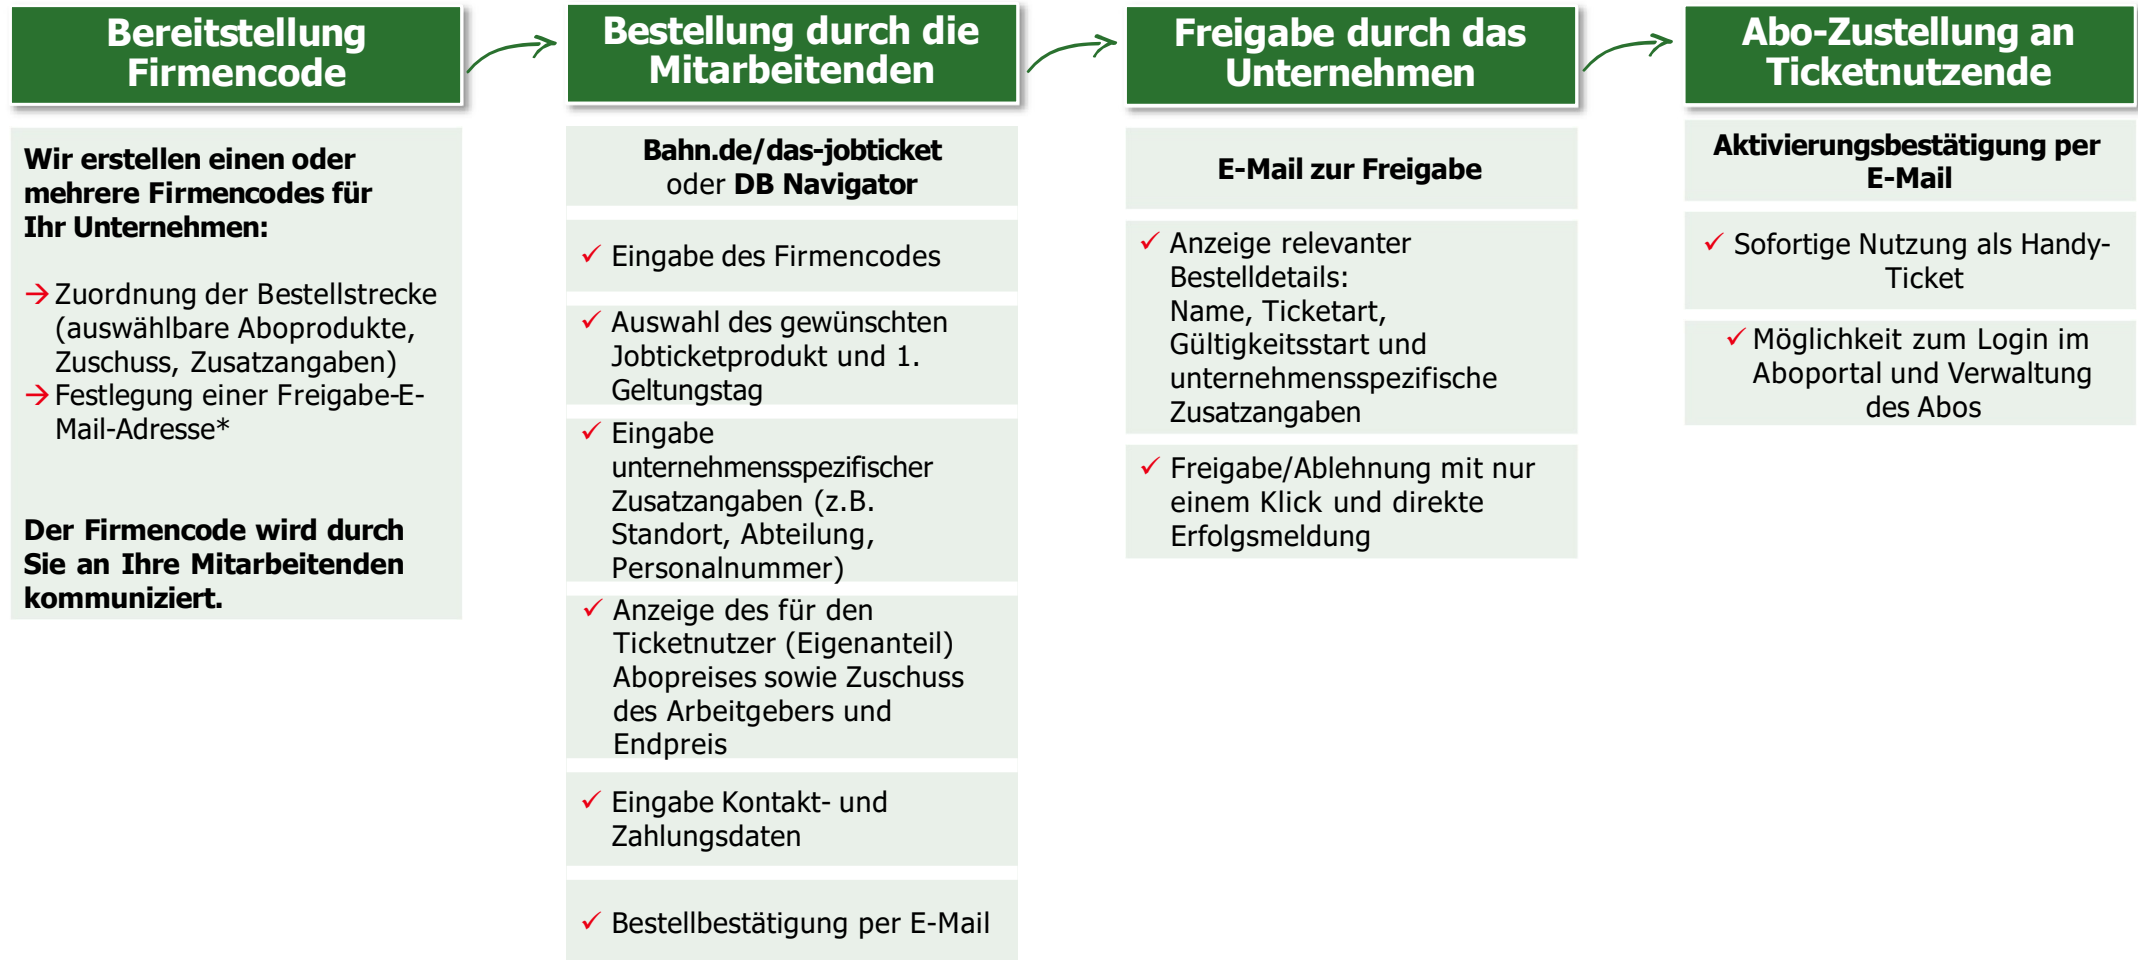 Bereitstellung
Firmencode
Wir erstellen einen oder
mehrere Firmencodes für
Ihr Unternehmen:
→ Zuordnung der Bestellstrecke
(auswählbare Aboprodukte,
Zuschuss, Zusatzangaben)
→ Festlegung einer Freigabe-E-
Mail-Adresse*
Der Firmencode wird durch
Sie an Ihre Mitarbeitenden
kommuniziert.
Bestellung durch die
Mitarbeitenden
Bahn.de/das-jobticket
oder DB Navigator
✓ Eingabe des Firmencodes
✓ Auswahl des gewünschten
Jobticketprodukt und 1.
Geltungstag
✓ Eingabe
unternehmensspezifischer
Zusatzangaben (z.B.
Standort, Abteilung,
Personalnummer)
✓ Anzeige des für den
Ticketnutzer (Eigenanteil)
Abopreises sowie Zuschuss
des Arbeitgebers und
Endpreis
✓ Eingabe Kontakt- und
Zahlungsdaten
✓ Bestellbestätigung per E-Mail
Freigabe durch das
Unternehmen
E-Mail zur Freigabe
✓ Anzeige relevanter
Bestelldetails:
Name, Ticketart,
Gültigkeitsstart und
unternehmensspezifische
Zusatzangaben
✓ Freigabe/Ablehnung mit nur
einem Klick und direkte
Erfolgsmeldung
Abo-Zustellung an
Ticketnutzende
Aktivierungsbestätigung per
E-Mail
✓ Sofortige Nutzung als Handy-
Ticket
✓ Möglichkeit zum Login im
Aboportal und Verwaltung
des Abos